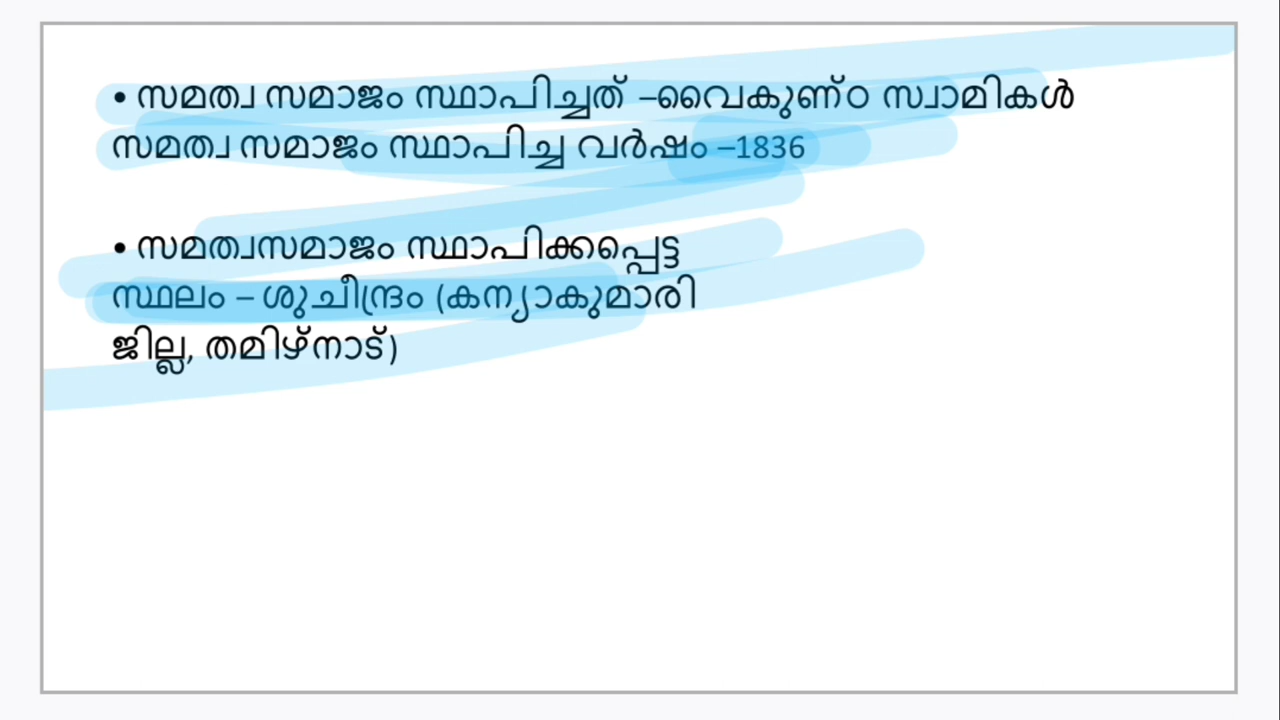 • സമത്വ സമാജം സ്ഥാപിച്ചത് –വൈകുണ്ഠ സ്വാമികൾ
സമത്വ സമാജം സ്ഥാപിച്ച വർഷം –1836
• സമത്വസമാജം സ്ഥാപിക്കപ്പെട്ട
സ്ഥലം – ശുചീന്ദ്രം (കന്യാകുമാരി
ജില്ല, തമിഴ്നാട്)